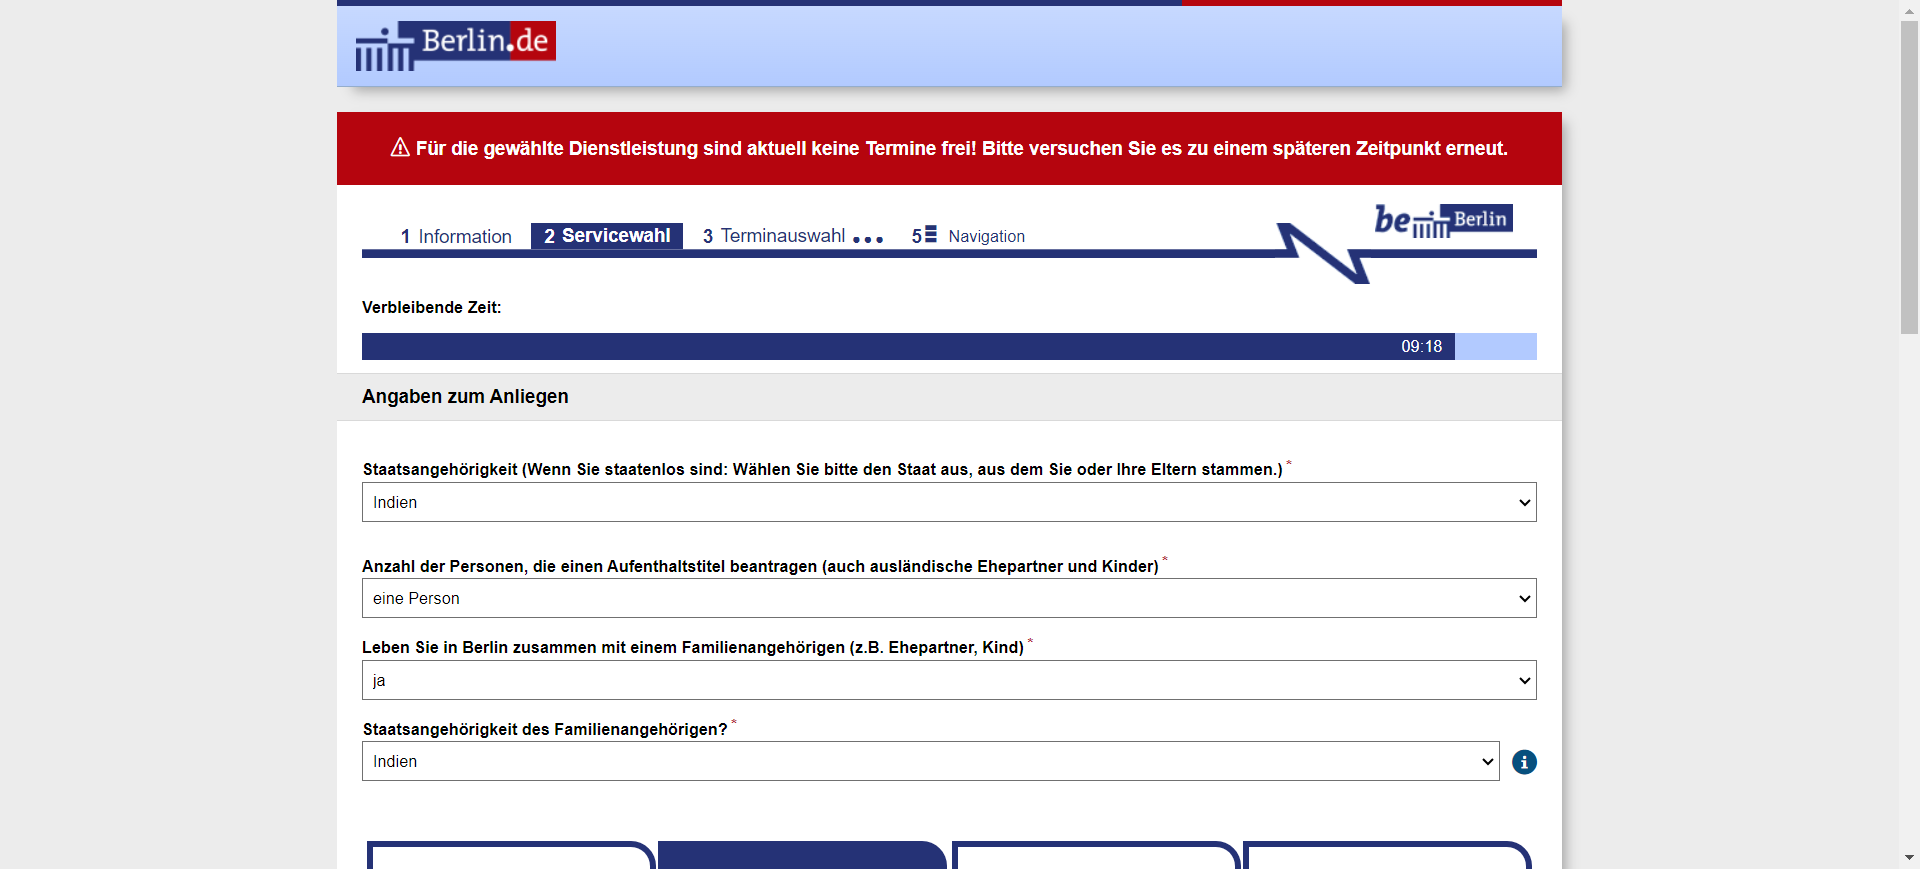 Berlin.de
Für die gewählte Dienstleistung sind aktuell keine Termine frei! Bitte versuchen Sie es zu einem späteren Zeitpunkt erneut.
be Berlin
1 Information 2 Servicewahl 3 Terminauswahl ... 5 Navigation
Verbleibende Zeit:
09:18
Angaben zum Anliegen
Staatsangehörigkeit (Wenn Sie staatenlos sind: Wählen Sie bitte den Staat aus, aus dem Sie oder Ihre Eltern stammen.) *
Indien
Anzahl der Personen, die einen Aufenthaltstitel beantragen (auch ausländische Ehepartner und Kinder) *
eine Person
Leben Sie in Berlin zusammen mit einem Familienangehörigen (z.B. Ehepartner, Kind) *
ja
Staatsangehörigkeit des Familienangehörigen? *
Indien